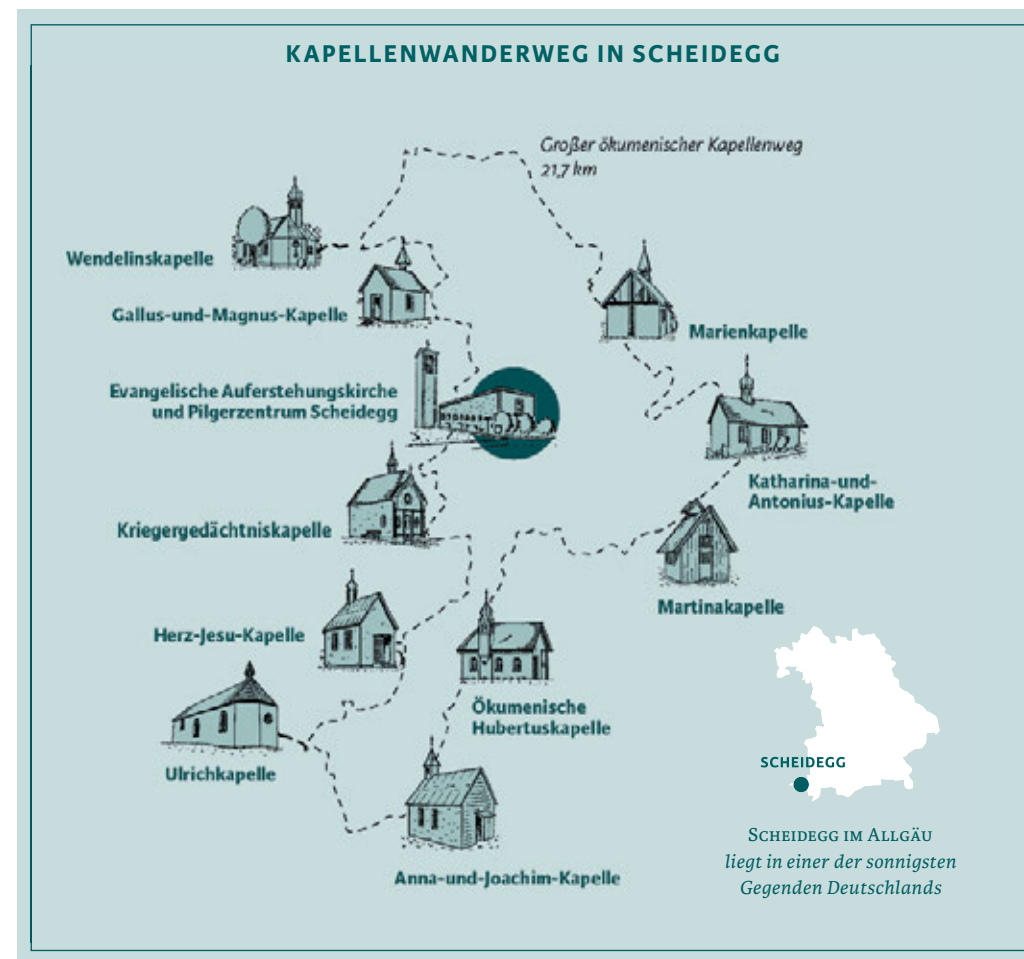 KAPELLENWANDERWEG IN SCHEIDEGG
Großer ökumenischer Kapellenweg
21,7 km
Wendelinskapelle
Gallus-und-Magnus-Kapelle
Marienkapelle
Evangelische Auferstehungskirche
und Pilgerzentrum Scheidegg
Katharina-und-
Antonius-Kapelle
Kriegergedächtniskapelle
Martinakapelle
Herz-Jesu-Kapelle
Ökumenische
Hubertuskapelle
Ulrichkapelle
Anna-und-Joachim-Kapelle
SCHEIDEGG
SCHEIDEGG IM ALLGÄU
liegt in einer der sonnigsten
Gegenden Deutschlands